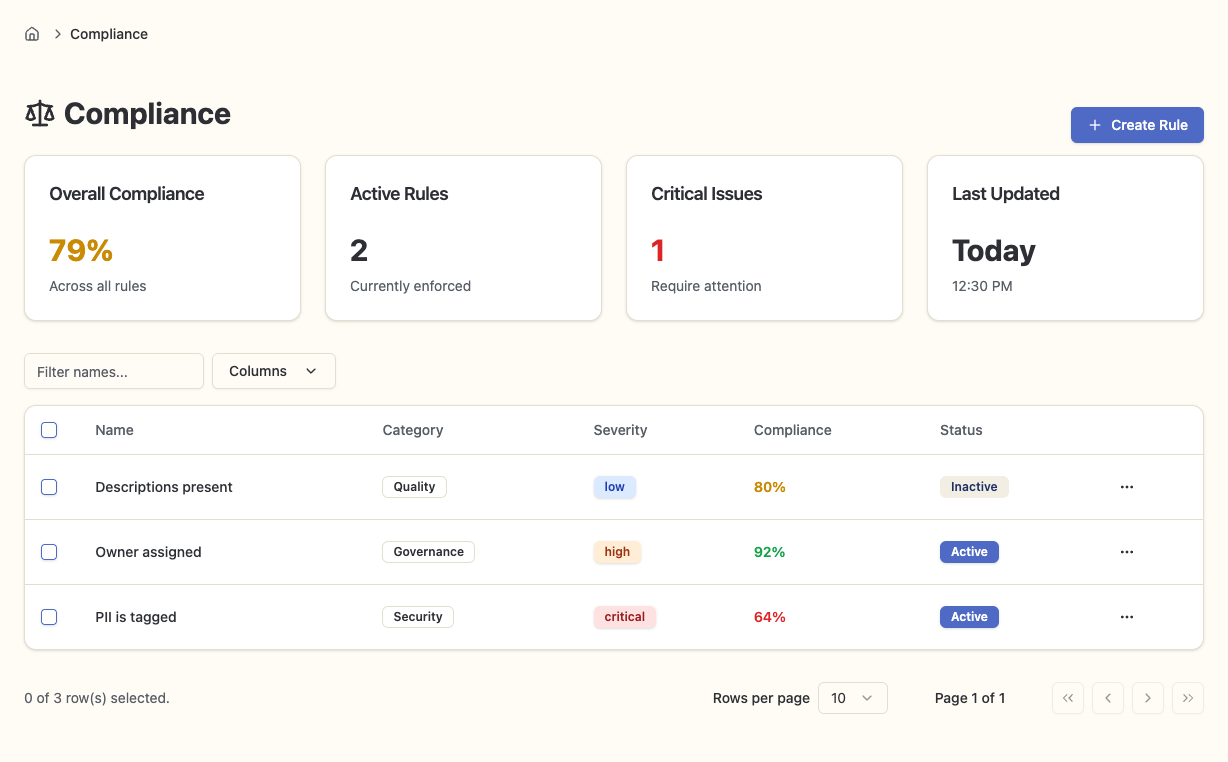 Compliance
Compliance
Create Rule
Overall Compliance
79%
Across all rules
Active Rules
2
Currently enforced
Critical Issues
1
Require attention
Last Updated
Today
12:30 PM
Filter names...
Columns
Name Category Severity Compliance Status
Descriptions present Quality low 80% Inactive
Owner assigned Governance high 92% Active
PII is tagged Security critical 64% Active
0 of 3 row(s) selected. Rows per page 10 Page 1 of 1